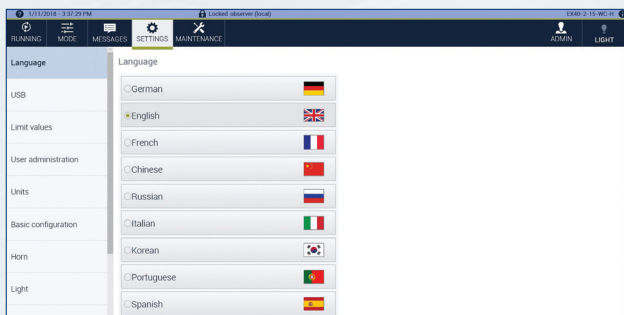 1/11/2018 - 3:37:29 PM Locked observer (local) EX40-2-15-WC-H
RUNNING MODE MESSAGES SETTINGS MAINTENANCE ADMIN LIGHT
Language
USB
Limit values
User administration
Units
Basic configuration
Horn
Light
Language
German
English
French
Chinese
Russian
Italian
Korean
Portuguese
Spanish